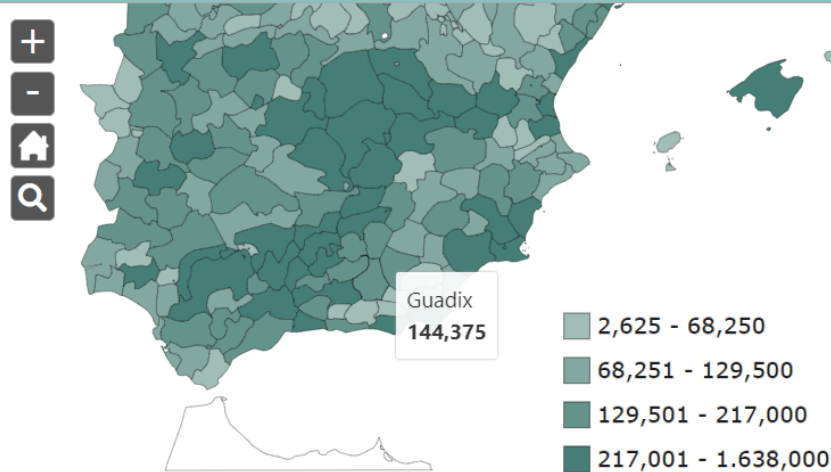 +
-
Guadix
144,375
2,625 - 68,250
68,251 - 129,500
129,501 - 217,000
217,001 - 1.638,000